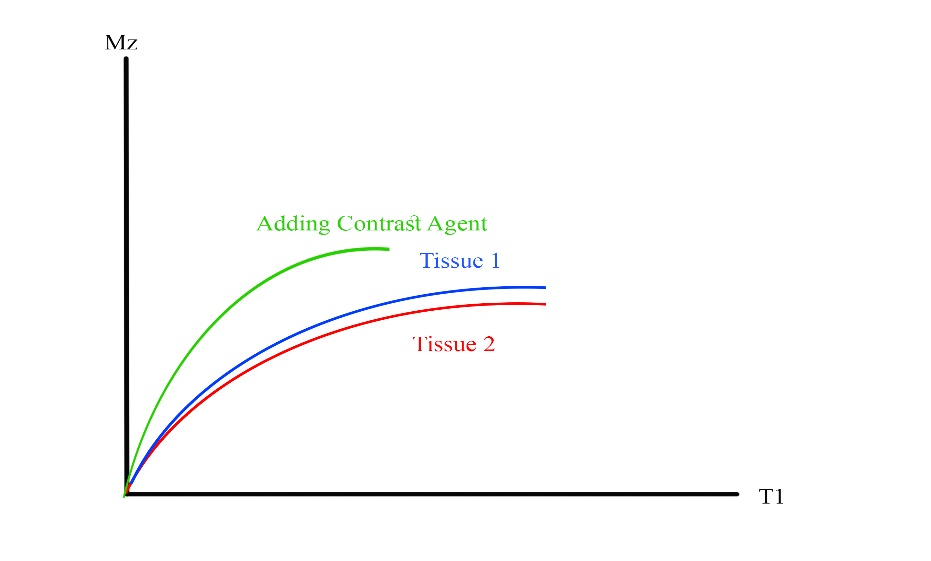 Mz
Adding Contrast Agent
Tissue 1
Tissue 2
T1